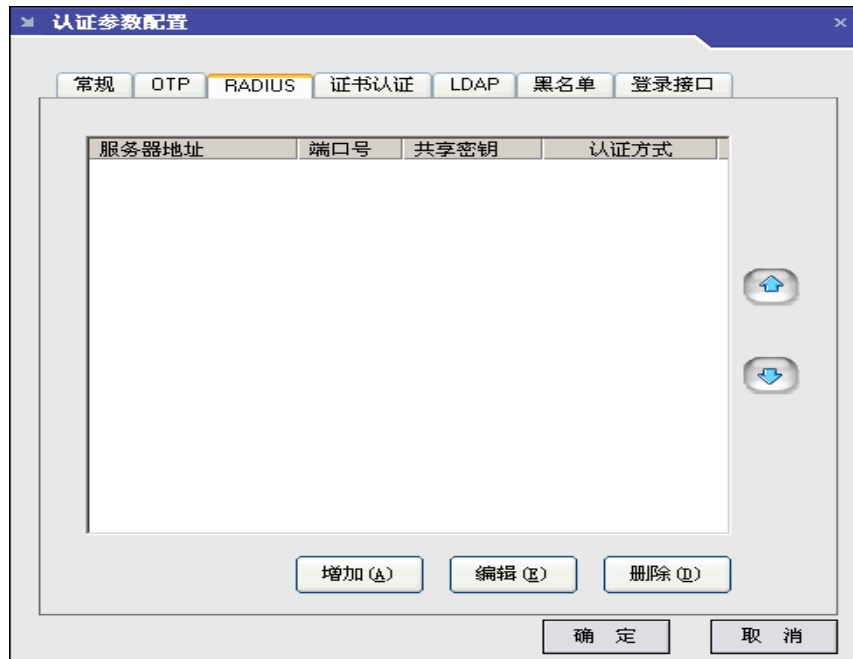 认证参数配置
常规 OTP RADIUS 证书认证 LDAP 黑名单 登录接口
服务器地址 端口号 共享密钥 认证方式
增加(A) 编辑(E) 删除(D)
确 定 取 消